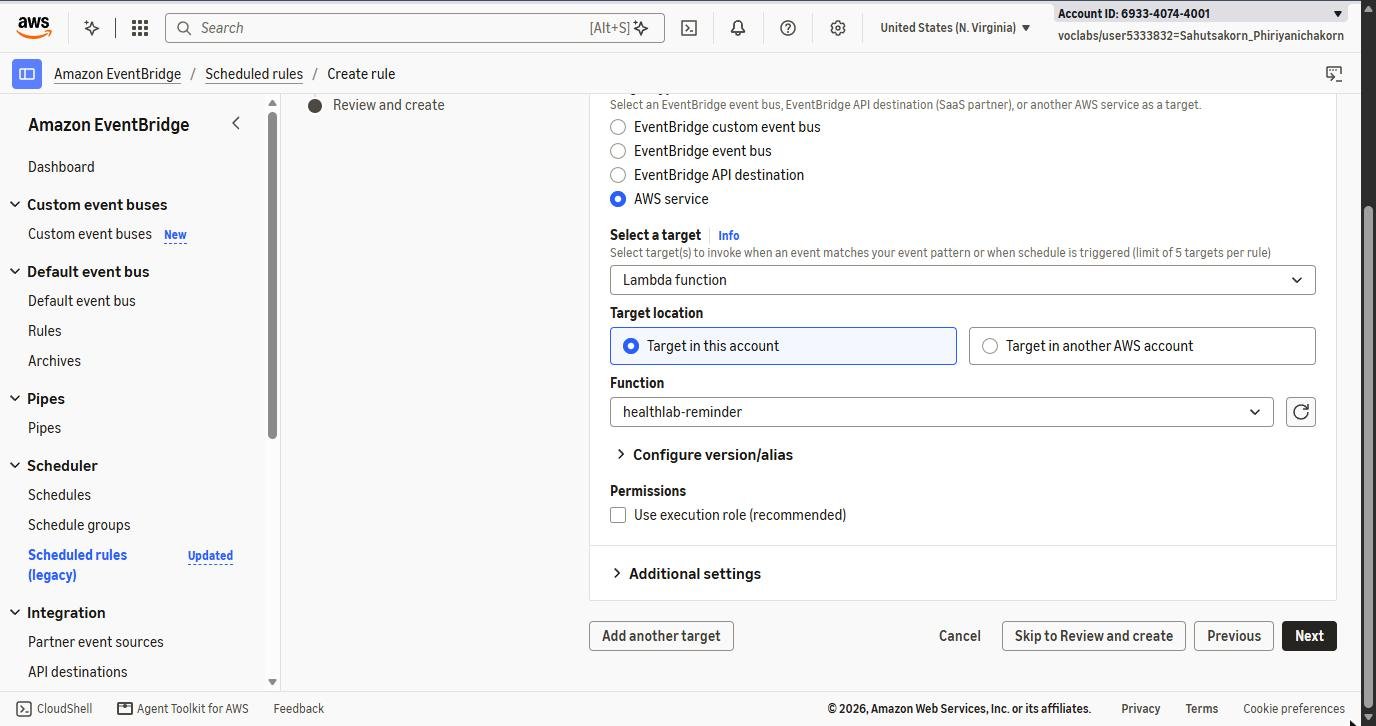 aws
Search
[Alt+S]
United States (N. Virginia)
Account ID: 6933-4074-4001
voclabs/user5333832=Sahutsakorn_Phiriyanichakorn
Amazon EventBridge / Scheduled rules / Create rule
Amazon EventBridge
Dashboard
Custom event buses
Custom event buses New
Default event bus
Default event bus
Rules
Archives
Pipes
Pipes
Scheduler
Schedules
Schedule groups
Scheduled rules Updated
(legacy)
Integration
Partner event sources
API destinations
Review and create
Select an EventBridge event bus, EventBridge API destination (SaaS partner), or another AWS service as a target.
EventBridge custom event bus
EventBridge event bus
EventBridge API destination
AWS service
Select a target Info
Select target(s) to invoke when an event matches your event pattern or when schedule is triggered (limit of 5 targets per rule)
Lambda function
Target location
Target in this account
Target in another AWS account
Function
healthlab-reminder
Configure version/alias
Permissions
Use execution role (recommended)
Additional settings
Add another target
Cancel
Skip to Review and create
Previous
Next
CloudShell
Agent Toolkit for AWS
Feedback
© 2026, Amazon Web Services, Inc. or its affiliates.
Privacy
Terms
Cookie preferences